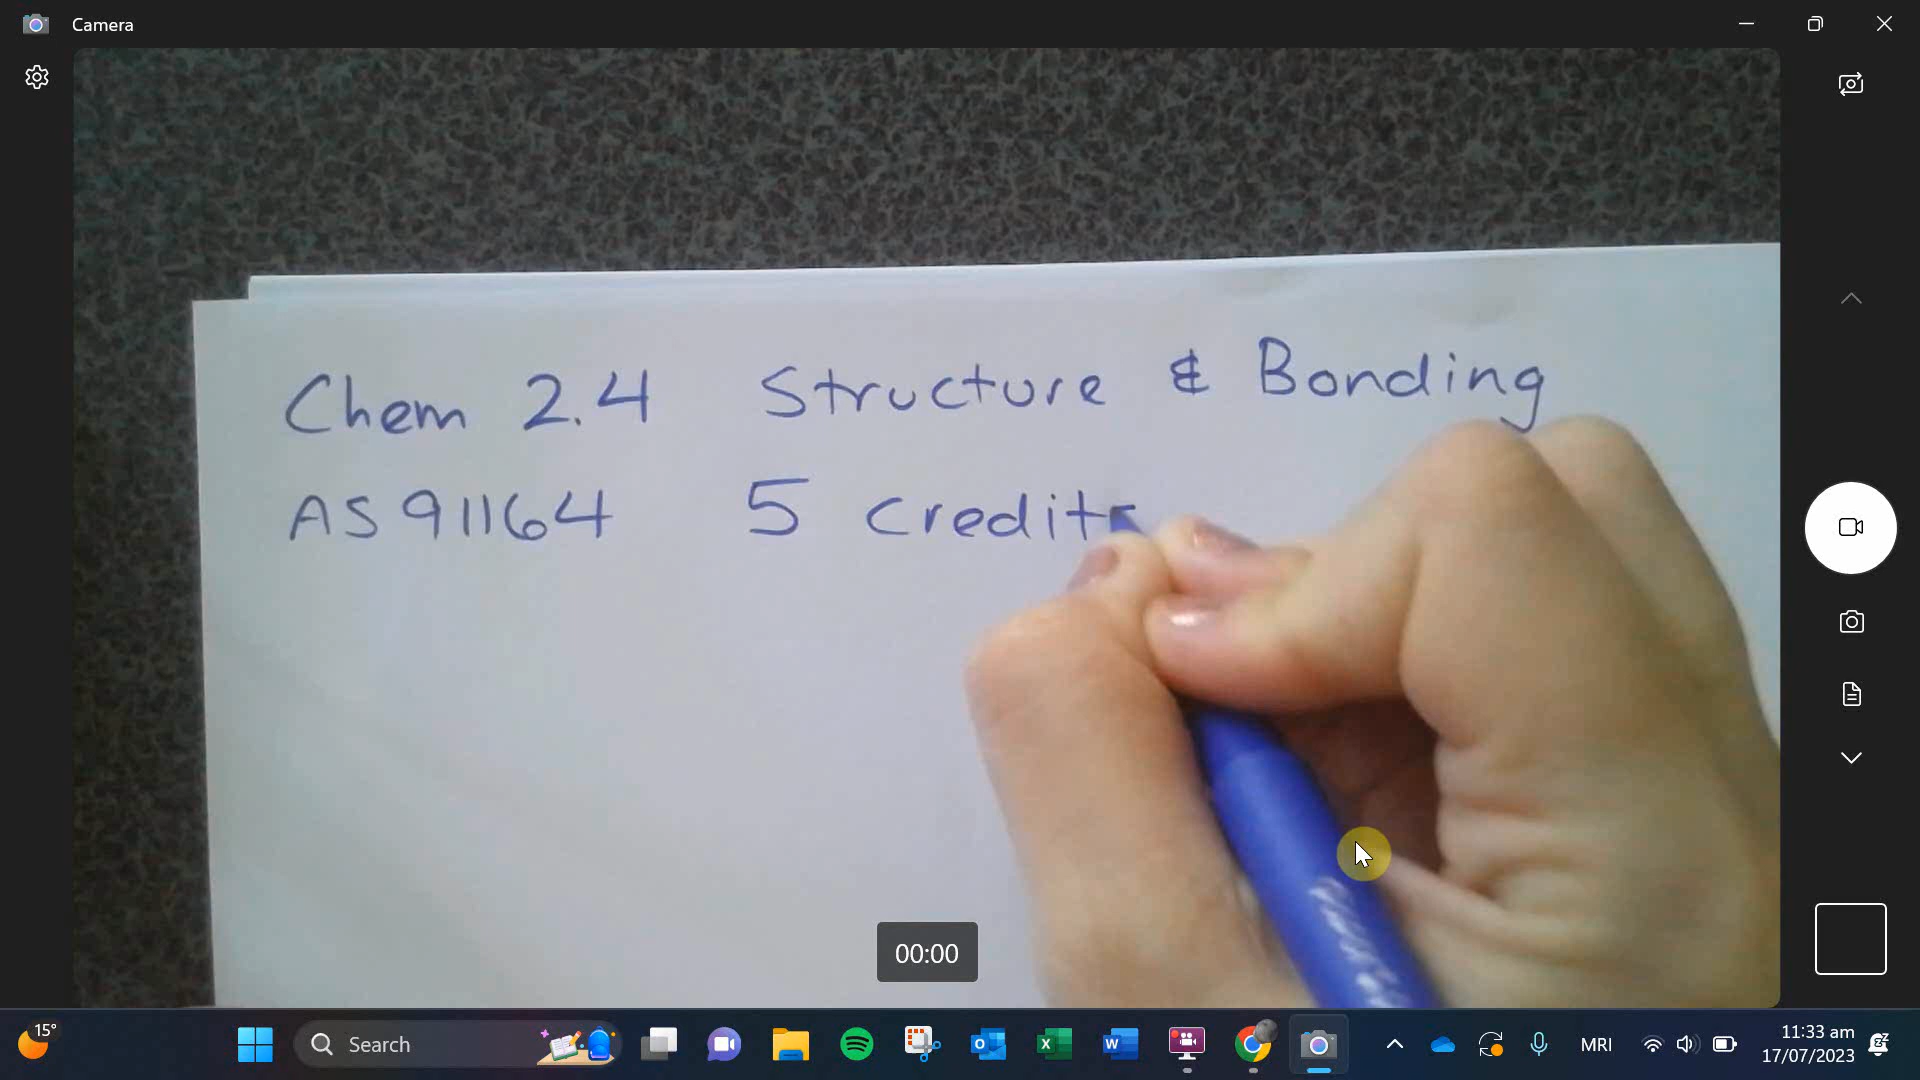 Camera
Chem 2.4 Structure & Bonding
AS91164 5 credits
00:00
15°
Search
MRI
11:33 am
17/07/2023